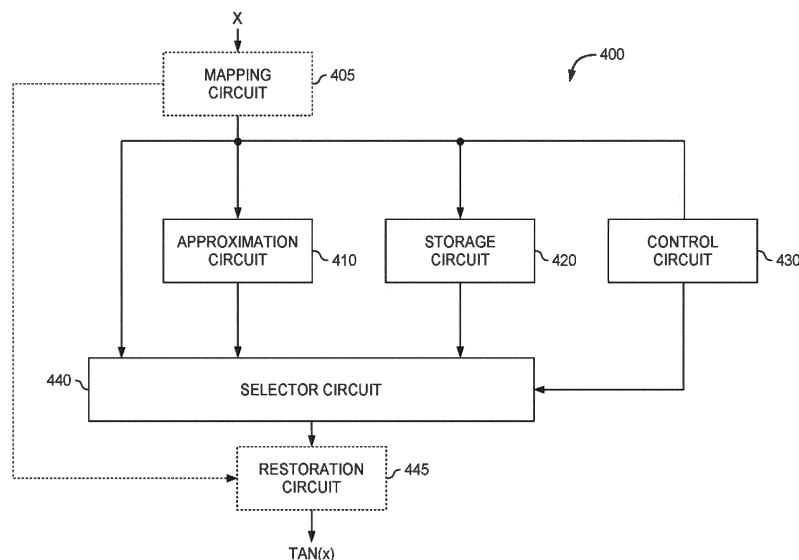 X
400
MAPPING
CIRCUIT
405
APPROXIMATION
CIRCUIT
410
STORAGE
CIRCUIT
420
CONTROL
CIRCUIT
430
440
SELECTOR CIRCUIT
RESTORATION
CIRCUIT
445
TAN(x)